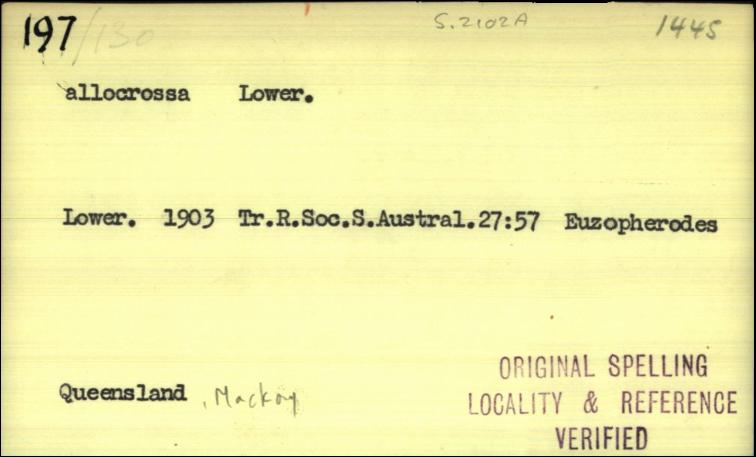 197 /130 S.2102A 1445
allocrossa Lower.
Lower. 1903 Tr.R.Soc.S.Austral.27:57 Euzopherodes
Queensland , Mackay
ORIGINAL SPELLING
LOCALITY & REFERENCE
VERIFIED